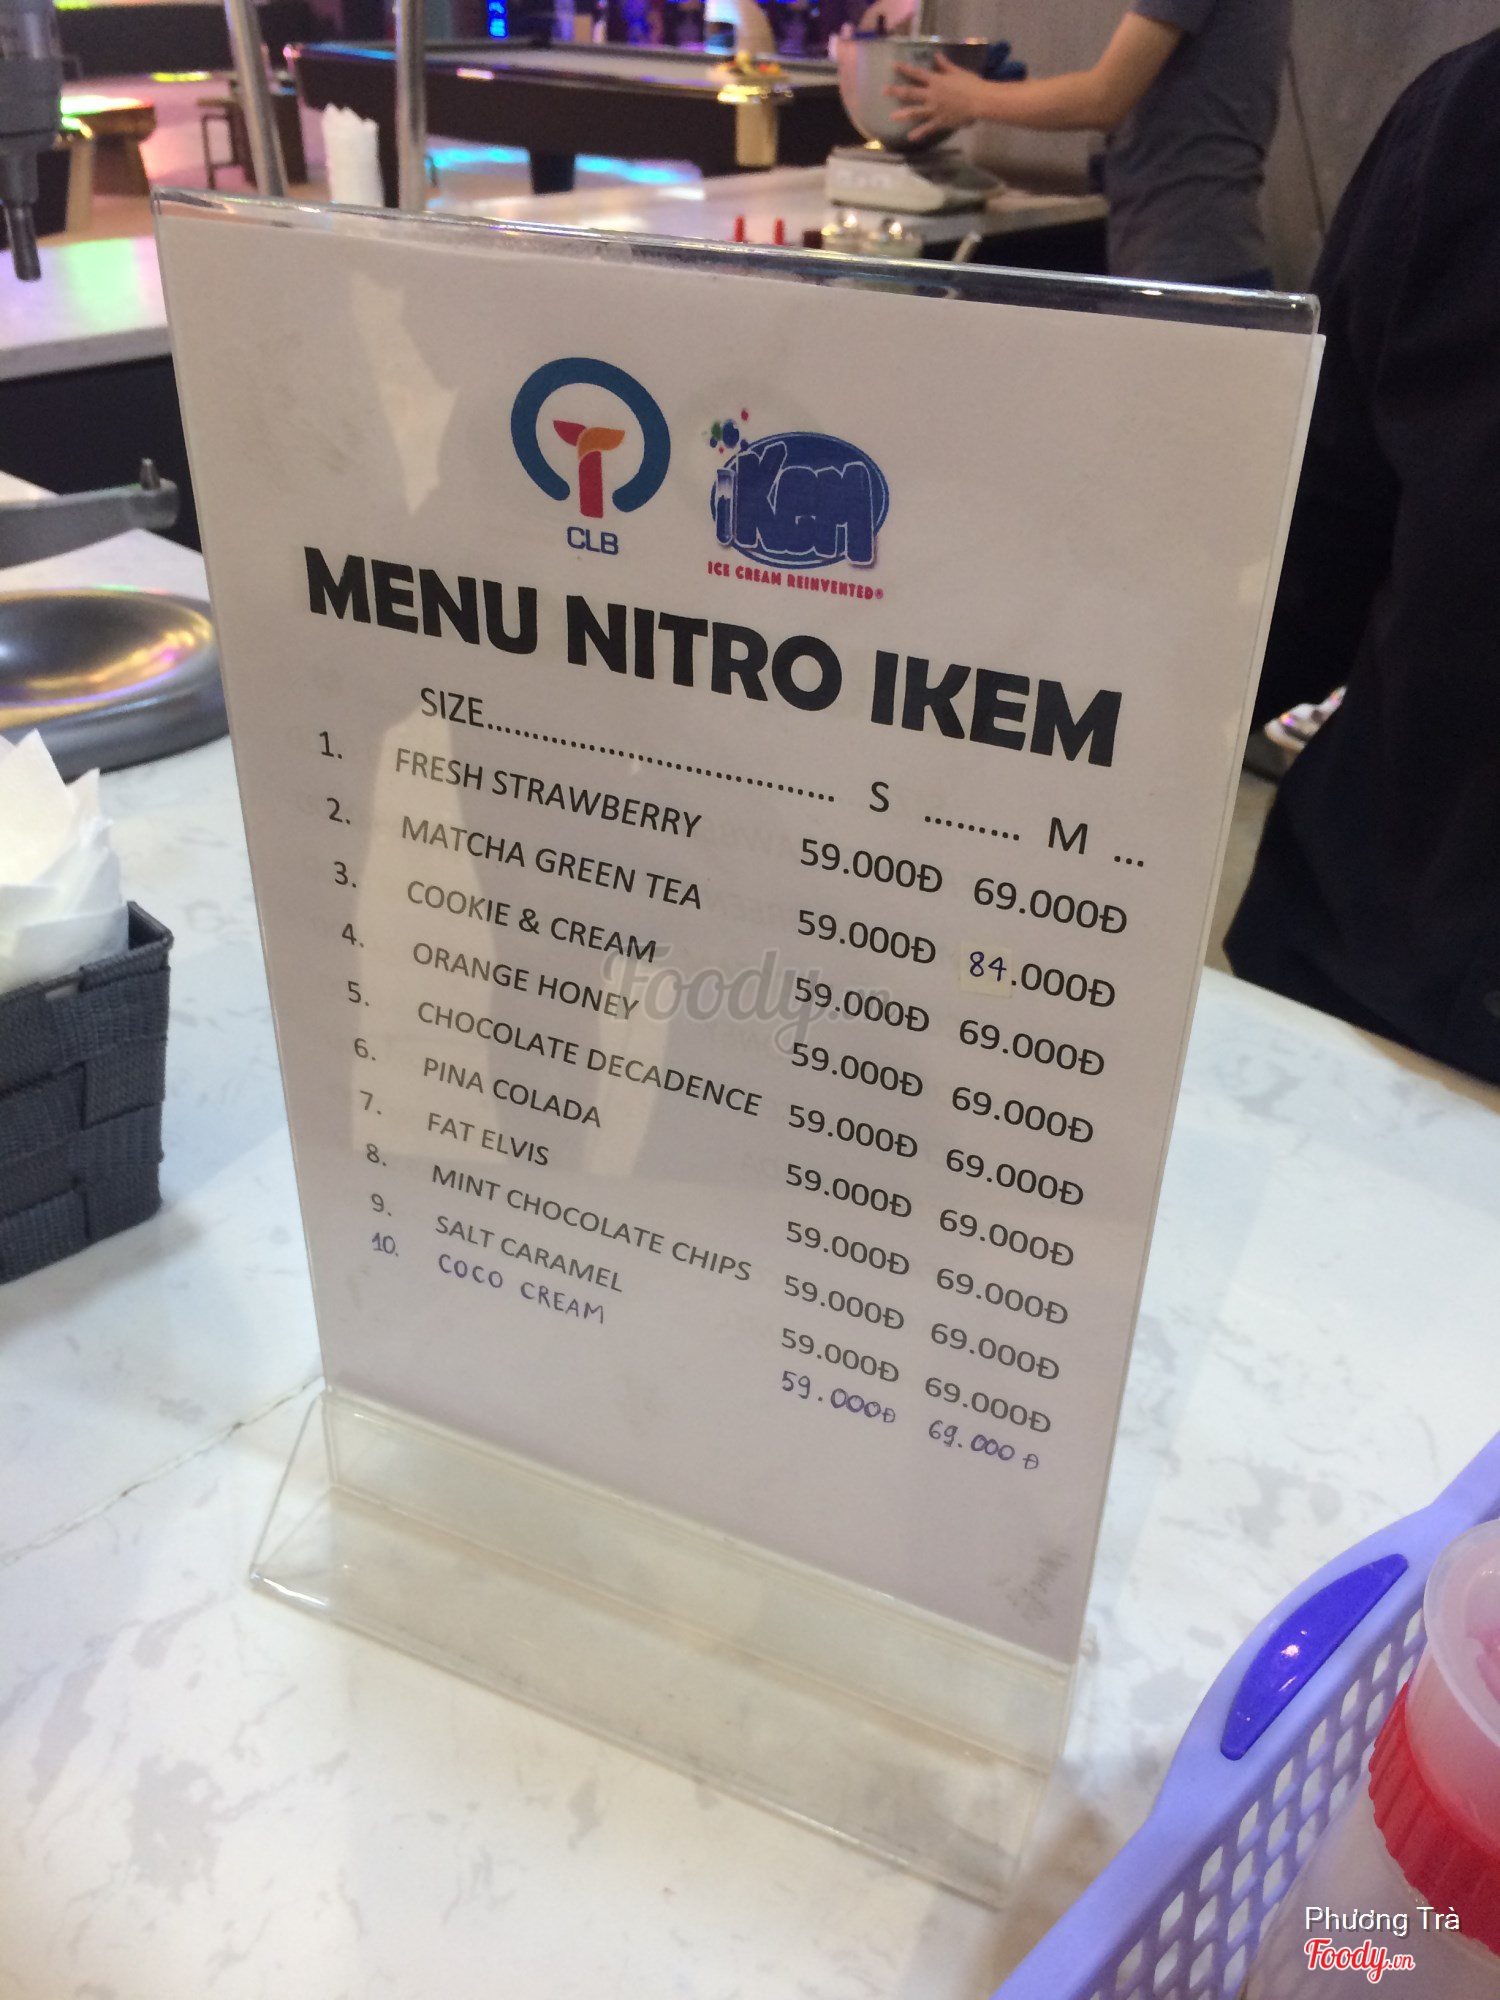 CLB
iKEM
ICE CREAM REINVENTED®
MENU NITRO IKEM
SIZE........................................ S ......... M ...
1. FRESH STRAWBERRY 59.000Đ 69.000Đ
2. MATCHA GREEN TEA 59.000Đ 84.000Đ
3. COOKIE & CREAM 59.000Đ 69.000Đ
4. ORANGE HONEY 59.000Đ 69.000Đ
5. CHOCOLATE DECADENCE 59.000Đ 69.000Đ
6. PINA COLADA 59.000Đ 69.000Đ
7. FAT ELVIS 59.000Đ 69.000Đ
8. MINT CHOCOLATE CHIPS 59.000Đ 69.000Đ
9. SALT CARAMEL 59.000Đ 69.000Đ
10. COCO CREAM 59.000Đ 69.000Đ
Foody.vn
Phương Trà
Foody.vn